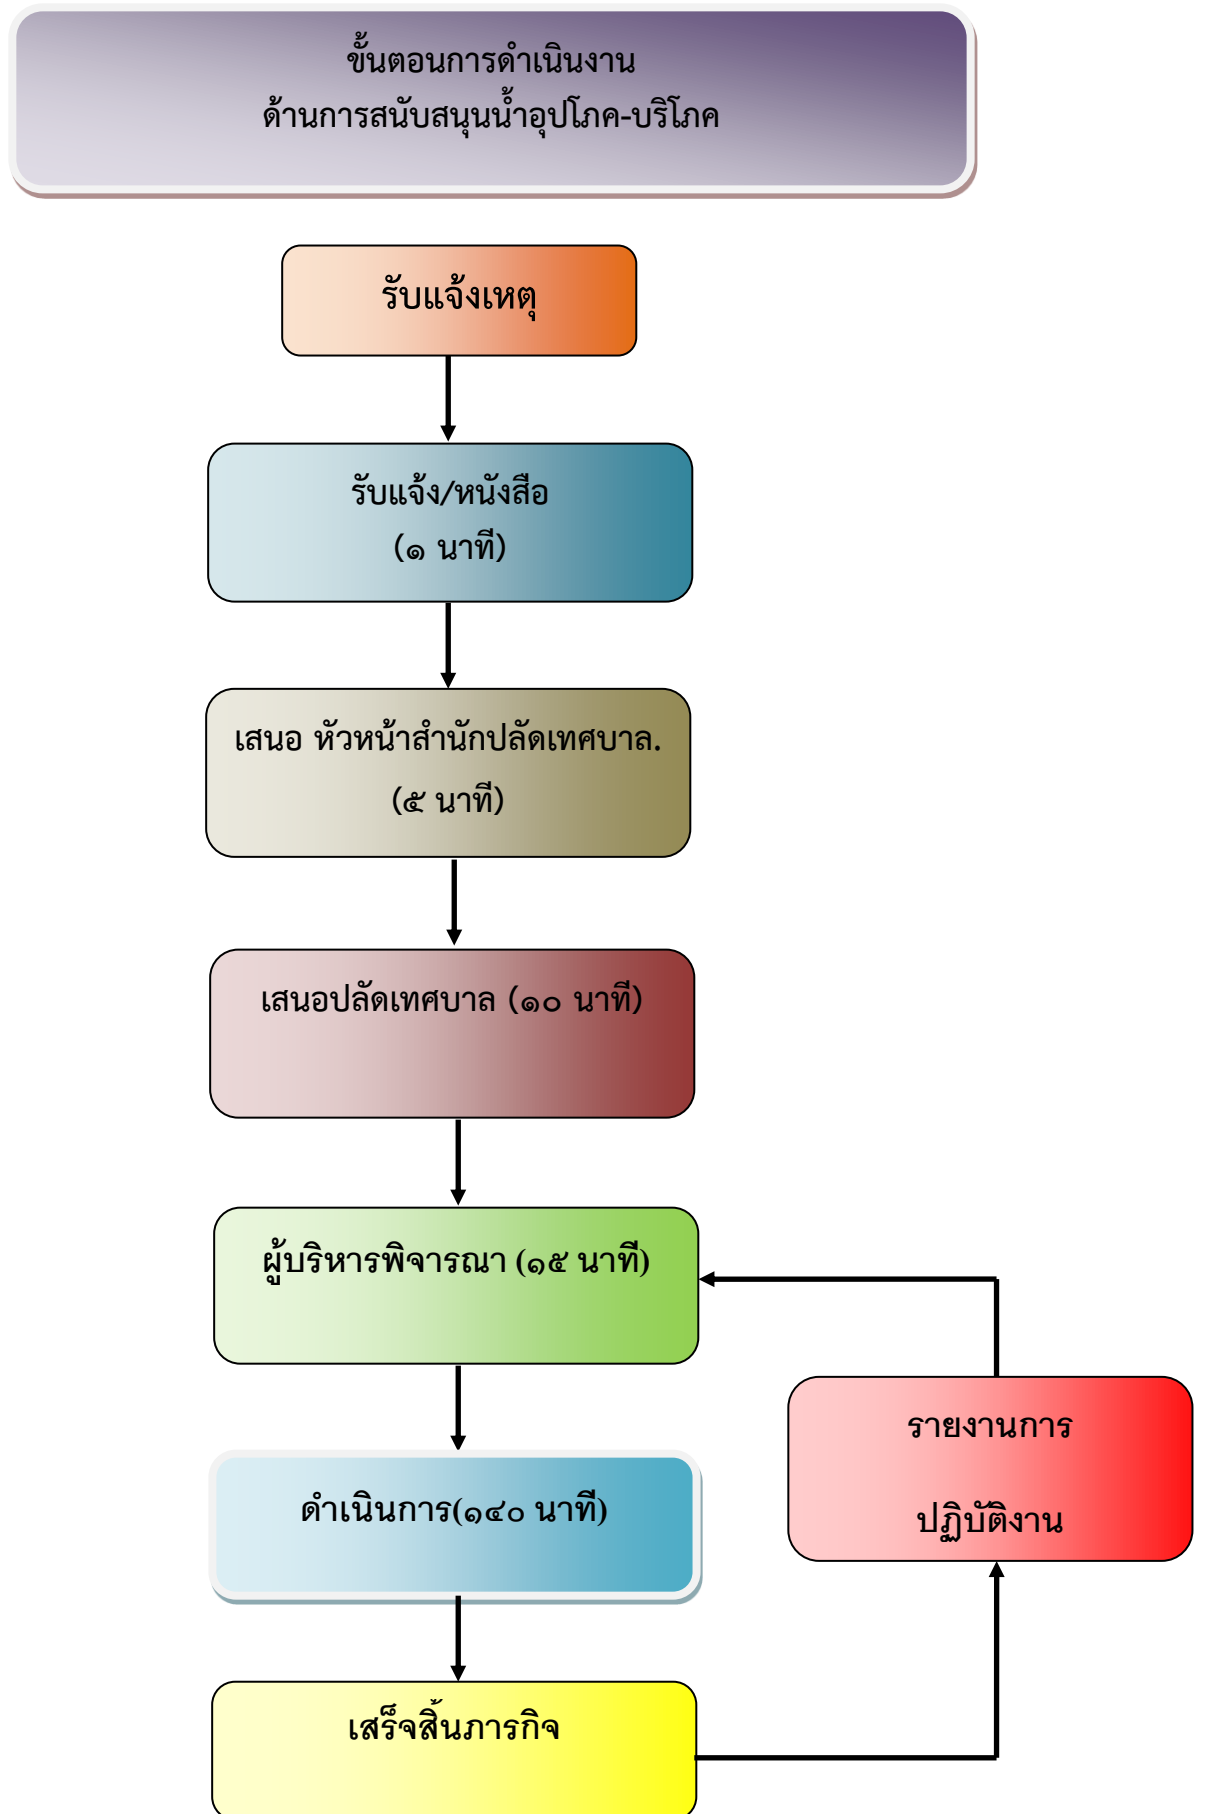 ขั้นตอนการดำเนินงาน
ด้านการสนับสนุนน้ำอุปโภค-บริโภค
รับแจ้งเหตุ
รับแจ้ง/หนังสือ
(๑ นาที)
เสนอ หัวหน้าสำนักปลัดเทศบาล.
(๕ นาที)
เสนอปลัดเทศบาล (๑๐ นาที)
ผู้บริหารพิจารณา (๑๕ นาที)
รายงานการ
ปฏิบัติงาน
ดำเนินการ(๑๔๐ นาที)
เสร็จสิ้นภารกิจ